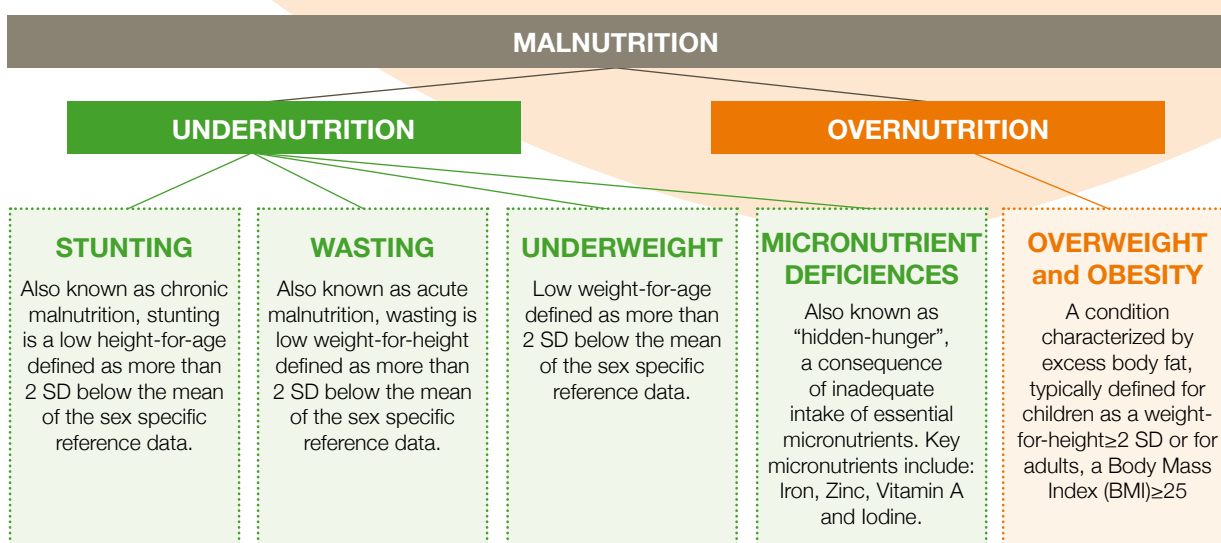 MALNUTRITION
UNDERNUTRITION
OVERNUTRITION
STUNTING
Also known as chronic
malnutrition, stunting
is a low height-for-age
defined as more than
2 SD below the mean
of the sex specific
reference data.
WASTING
Also known as acute
malnutrition, wasting is
low weight-for-height
defined as more than
2 SD below the mean
of the sex specific
reference data.
UNDERWEIGHT
Low weight-for-age
defined as more than
2 SD below the mean
of the sex specific
reference data.
MICRONUTRIENT
DEFICIENCES
Also known as
“hidden-hunger”,
a consequence
of inadequate
intake of essential
micronutrients. Key
micronutrients include:
Iron, Zinc, Vitamin A
and Iodine.
OVERWEIGHT
and OBESITY
A condition
characterized by
excess body fat,
typically defined for
children as a weight-
for-height≥2 SD or for
adults, a Body Mass
Index (BMI)≥25